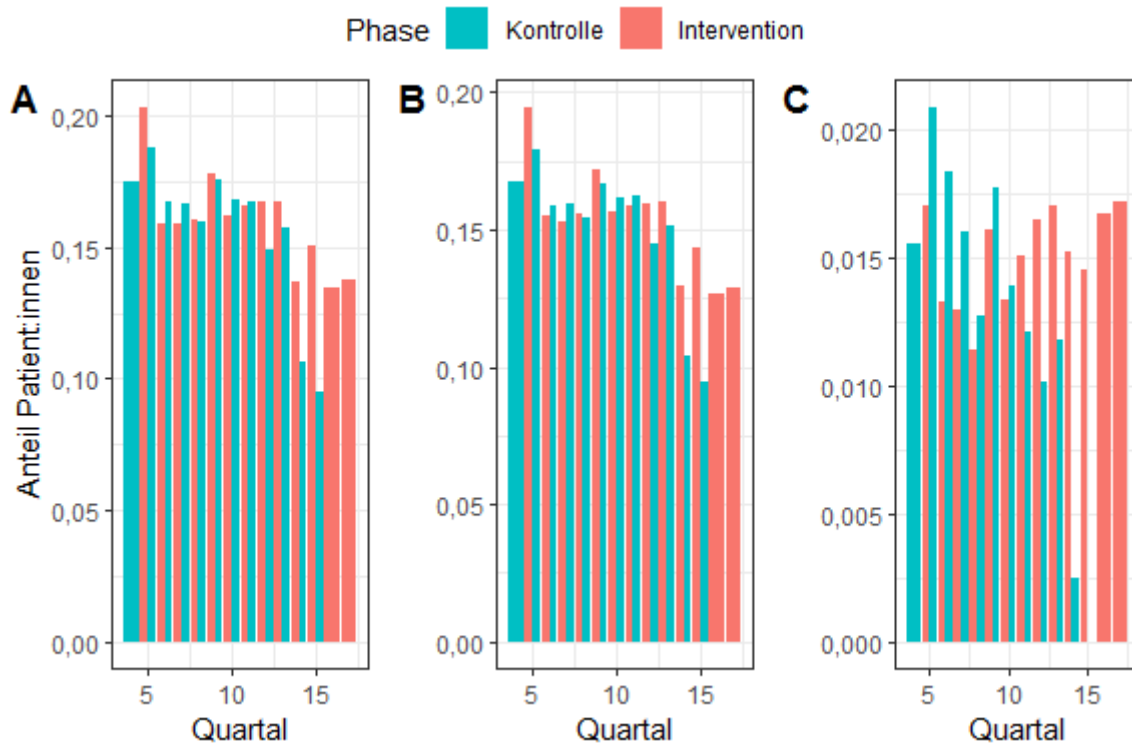 Phase Kontrolle Intervention
A B C
Anteil Patient:innen
0,20
0,15
0,10
0,05
0,00
5 10 15
Quartal
0,20
0,15
0,10
0,05
0,00
5 10 15
Quartal
0,020
0,015
0,010
0,005
0,000
5 10 15
Quartal